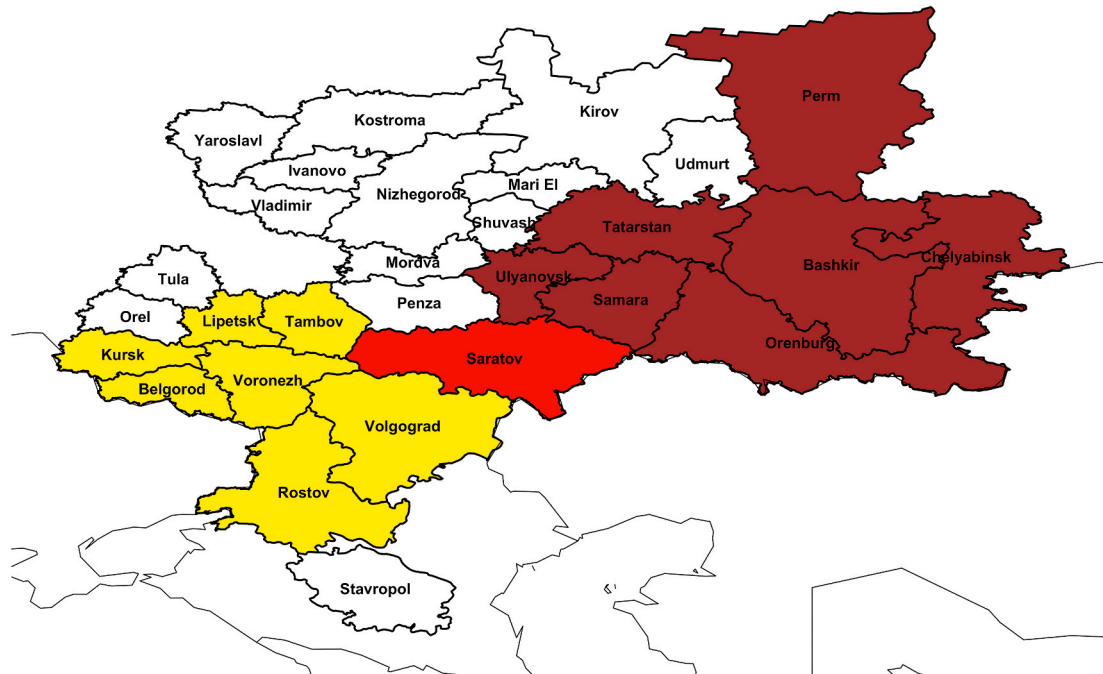 Perm
Kirov
Kostroma
Yaroslavl
Udmurt
Ivanovo
Mari El
Nizhegorod
Vladimir
Chuvash
Tatarstan
Chelyabinsk
Mordva
Bashkir
Tula
Ulyanovsk
Samara
Penza
Orel
Lipetsk
Tambov
Orenburg
Kursk
Saratov
Voronezh
Belgorod
Volgograd
Rostov
Stavropol